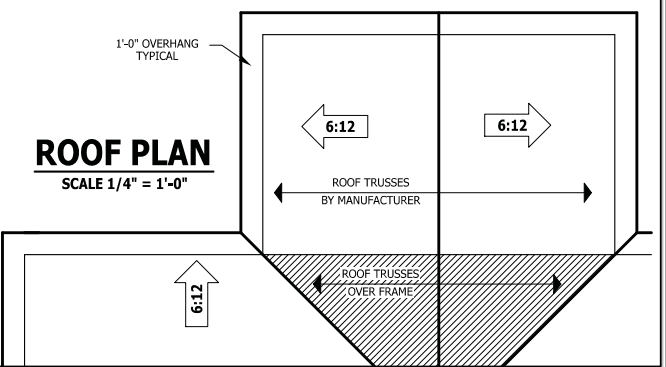 1'-0" OVERHANG
TYPICAL
6:12
6:12
ROOF PLAN
SCALE 1/4" = 1'-0"
ROOF TRUSSES
BY MANUFACTURER
ROOF TRUSSES
OVER FRAME
6:12